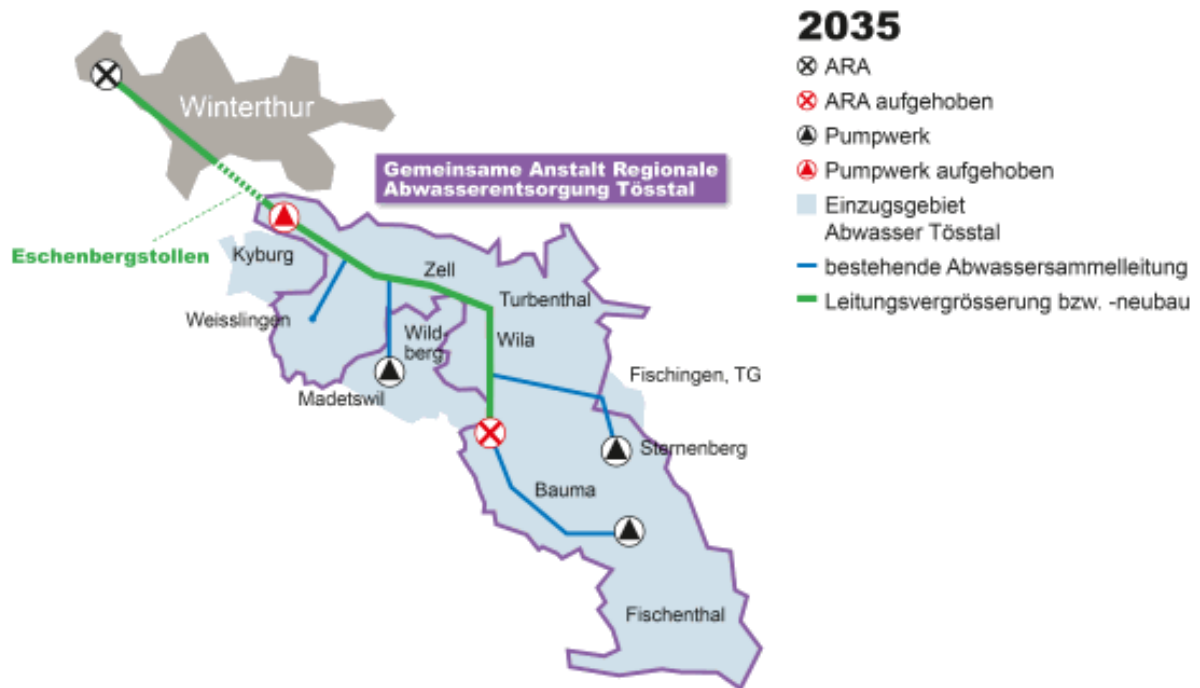 2035
ARA
ARA aufgehoben
Pumpwerk
Pumpwerk aufgehoben
Einzugsgebiet
Abwasser Tösstal
bestehende Abwassersammelleitung
Leitungsvergrösserung bzw. -neubau
Winterthur
Gemeinsame Anstalt Regionale
Abwasserentsorgung Tösstal
Eschenbergstollen
Kyburg
Zell
Turbenthal
Weisslingen
Wild-
berg
Wila
Fischingen, TG
Madetswil
Sternenberg
Bauma
Fischenthal